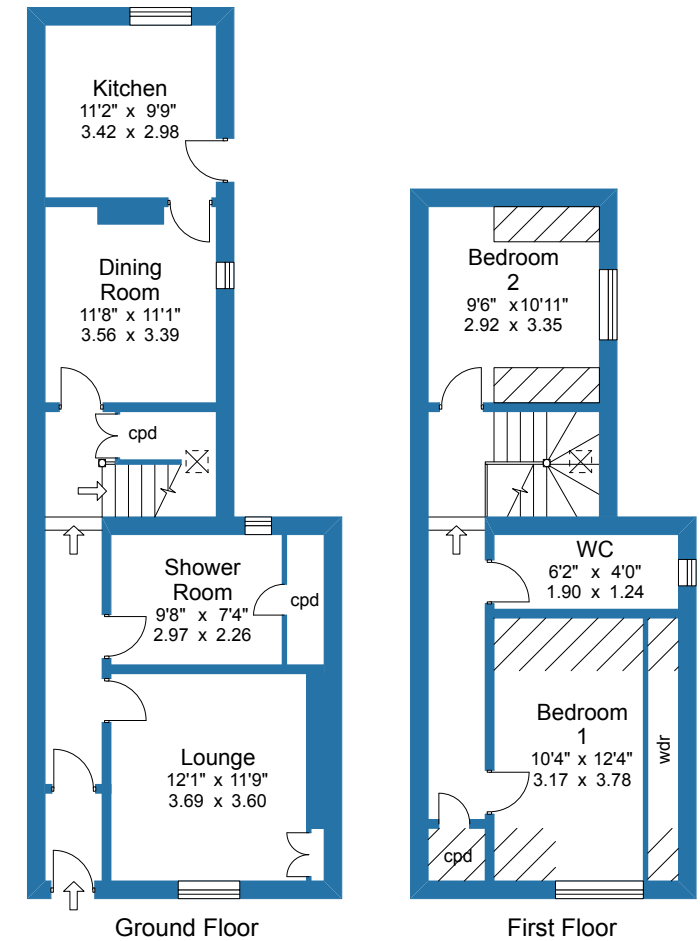 Kitchen
11'2" x 9'9"
3.42 x 2.98
Dining
Room
11'8" x 11'1"
3.56 x 3.39
cpd
Shower
Room
9'8" x 7'4"
2.97 x 2.26
cpd
Lounge
12'1" x 11'9"
3.69 x 3.60
Ground Floor
Bedroom
2
9'6" x 10'11"
2.92 x 3.35
WC
6'2" x 4'0"
1.90 x 1.24
Bedroom
1
10'4" x 12'4"
3.17 x 3.78
wdr
cpd
First Floor